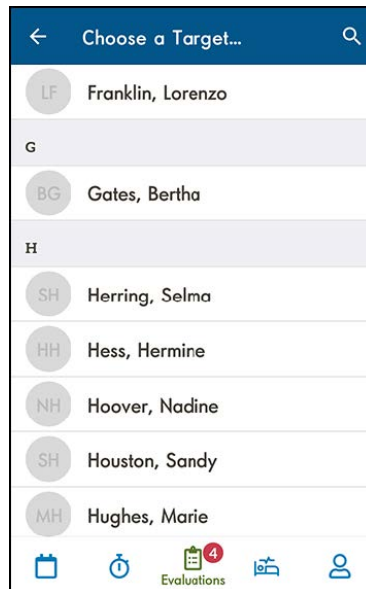 Choose a Target...
LF Franklin, Lorenzo
G
BG Gates, Bertha
H
SH Herring, Selma
HH Hess, Hermine
NH Hoover, Nadine
SH Houston, Sandy
MH Hughes, Marie
4
Evaluations